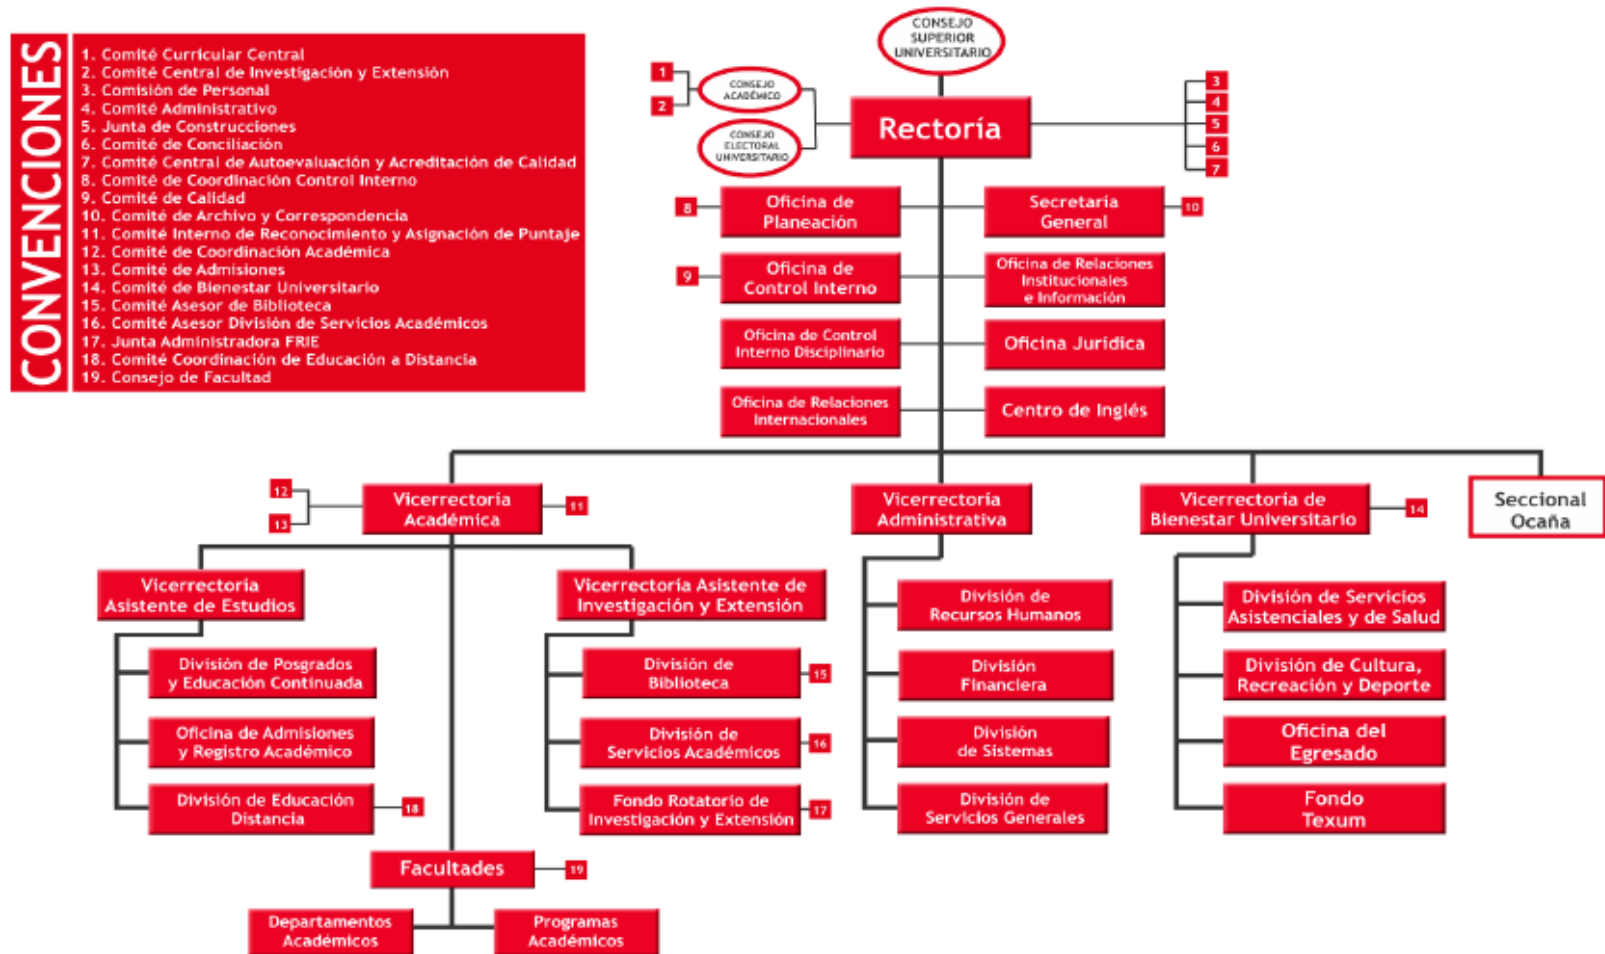 CONVENCIONES
1. Comité Curricular Central
2. Comité Central de Investigación y Extensión
3. Comisión de Personal
4. Comité Administrativo
5. Junta de Construcciones
6. Comité de Conciliación
7. Comité Central de Autoevaluación y Acreditación de Calidad
8. Comité de Coordinación Control Interno
9. Comité de Calidad
10. Comité de Archivo y Correspondencia
11. Comité Interno de Reconocimiento y Asignación de Puntaje
12. Comité de Coordinación Académica
13. Comité de Admisiones
14. Comité de Bienestar Universitario
15. Comité Asesor de Biblioteca
16. Comité Asesor División de Servicios Académicos
17. Junta Administradora FRIE
18. Comité Coordinación de Educación a Distancia
19. Consejo de Facultad
CONSEJO
SUPERIOR
UNIVERSITARIO
1
2
CONSEJO
ACADÉMICO
CONSEJO
ELECTORAL
UNIVERSITARIO
Rectoría
3
4
5
6
7
8
Oficina de
Planeación
Secretaría
General
10
9
Oficina de
Control Interno
Oficina de Relaciones
Institucionales
e Información
Oficina de Control
Interno Disciplinario
Oficina Jurídica
Oficina de Relaciones
Internacionales
Centro de Inglés
12
13
Vicerrectoría
Académica
11
Vicerrectoría
Administrativa
Vicerrectoría de
Bienestar Universitario
14
Seccional
Ocaña
Vicerrectoría
Asistente de Estudios
Vicerrectoría Asistente de
Investigación y Extensión
División de Posgrados
y Educación Continuada
Oficina de Admisiones
y Registro Académico
División de Educación
Distancia
18
División de
Biblioteca
15
División de
Servicios Académicos
16
Fondo Rotatorio de
Investigación y Extensión
17
División de
Recursos Humanos
División
Financiera
División
de Sistemas
División de
Servicios Generales
División de Servicios
Asistenciales y de Salud
División de Cultura,
Recreación y Deporte
Oficina del
Egresado
Fondo
Texum
Facultades
19
Departamentos
Académicos
Programas
Académicos